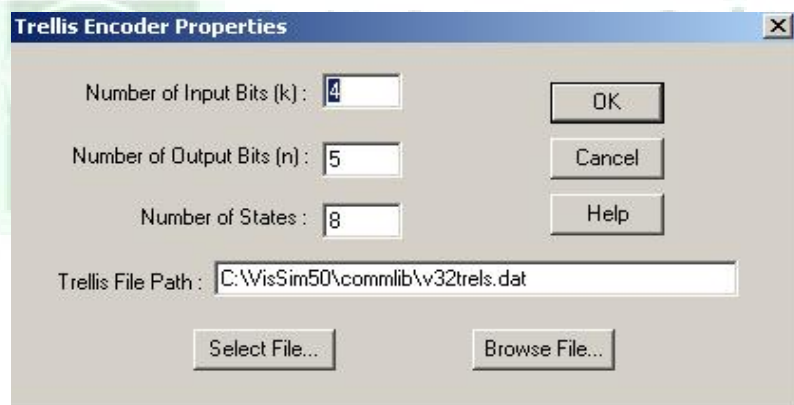 Trellis Encoder Properties
Number of Input Bits (k) : 4
OK
Number of Output Bits (n) : 5
Cancel
Number of States : 8
Help
Trellis File Path : C:\VisSim50\commlib\v32trels.dat
Select File...
Browse File...